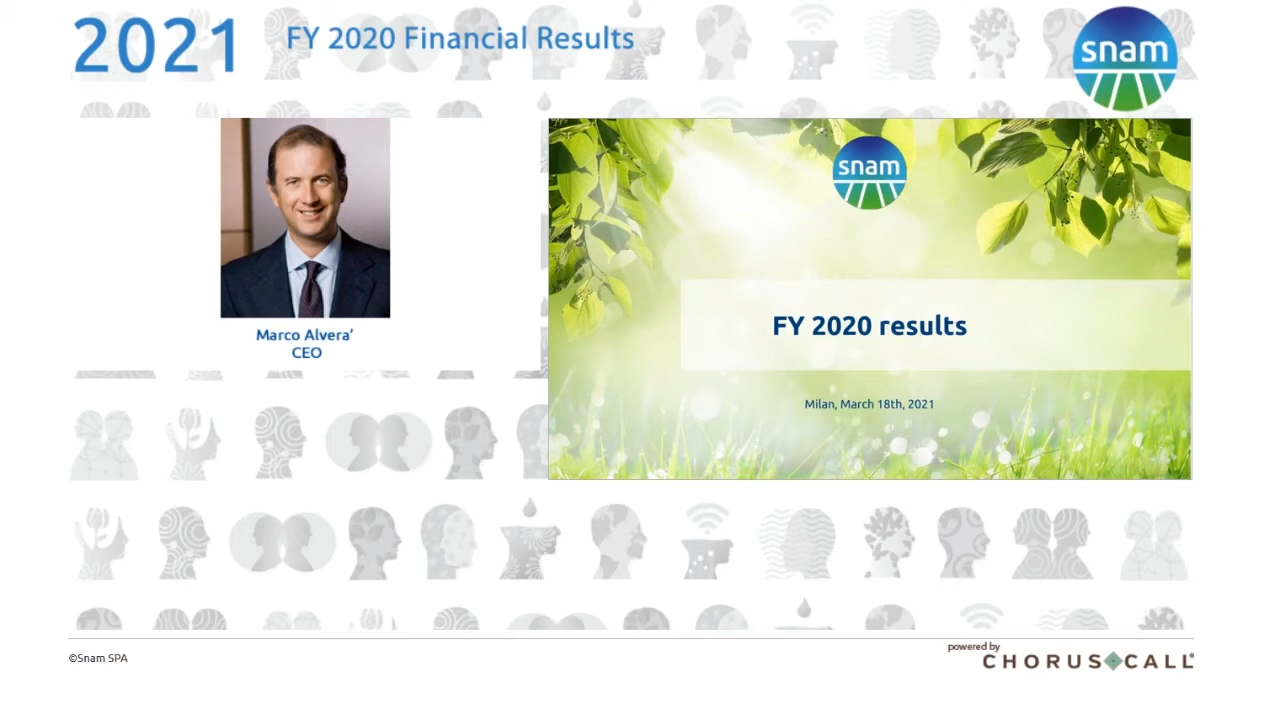 2021
FY 2020 Financial Results
snam
Marco Alvera’
CEO
snam
FY 2020 results
Milan, March 18th, 2021
©Snam SPA
powered by
CHORUS CALL®